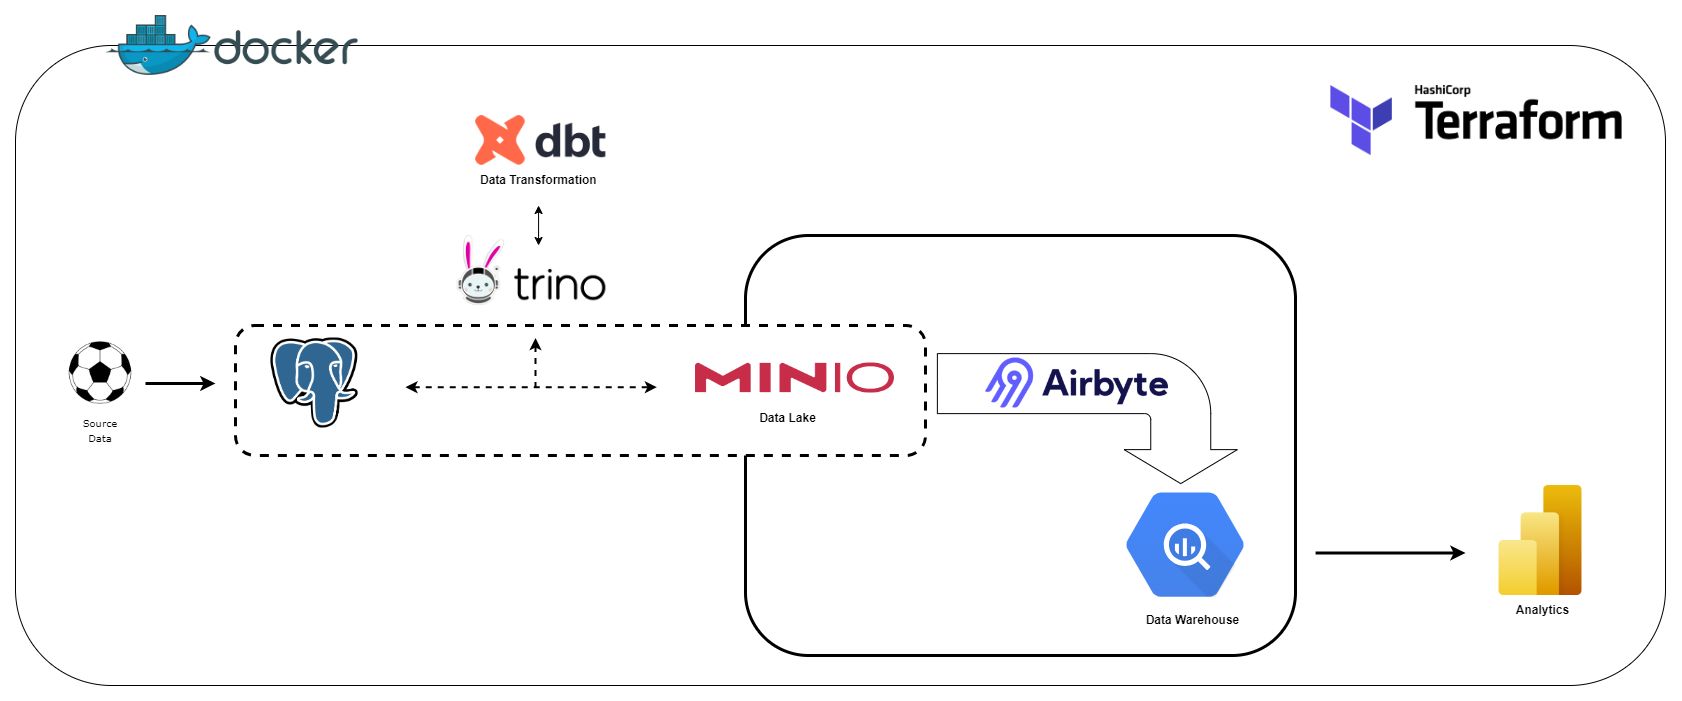 docker
HashiCorp
Terraform
dbt
Data Transformation
trino
Source
Data
MINIO
Data Lake
Airbyte
Data Warehouse
Analytics